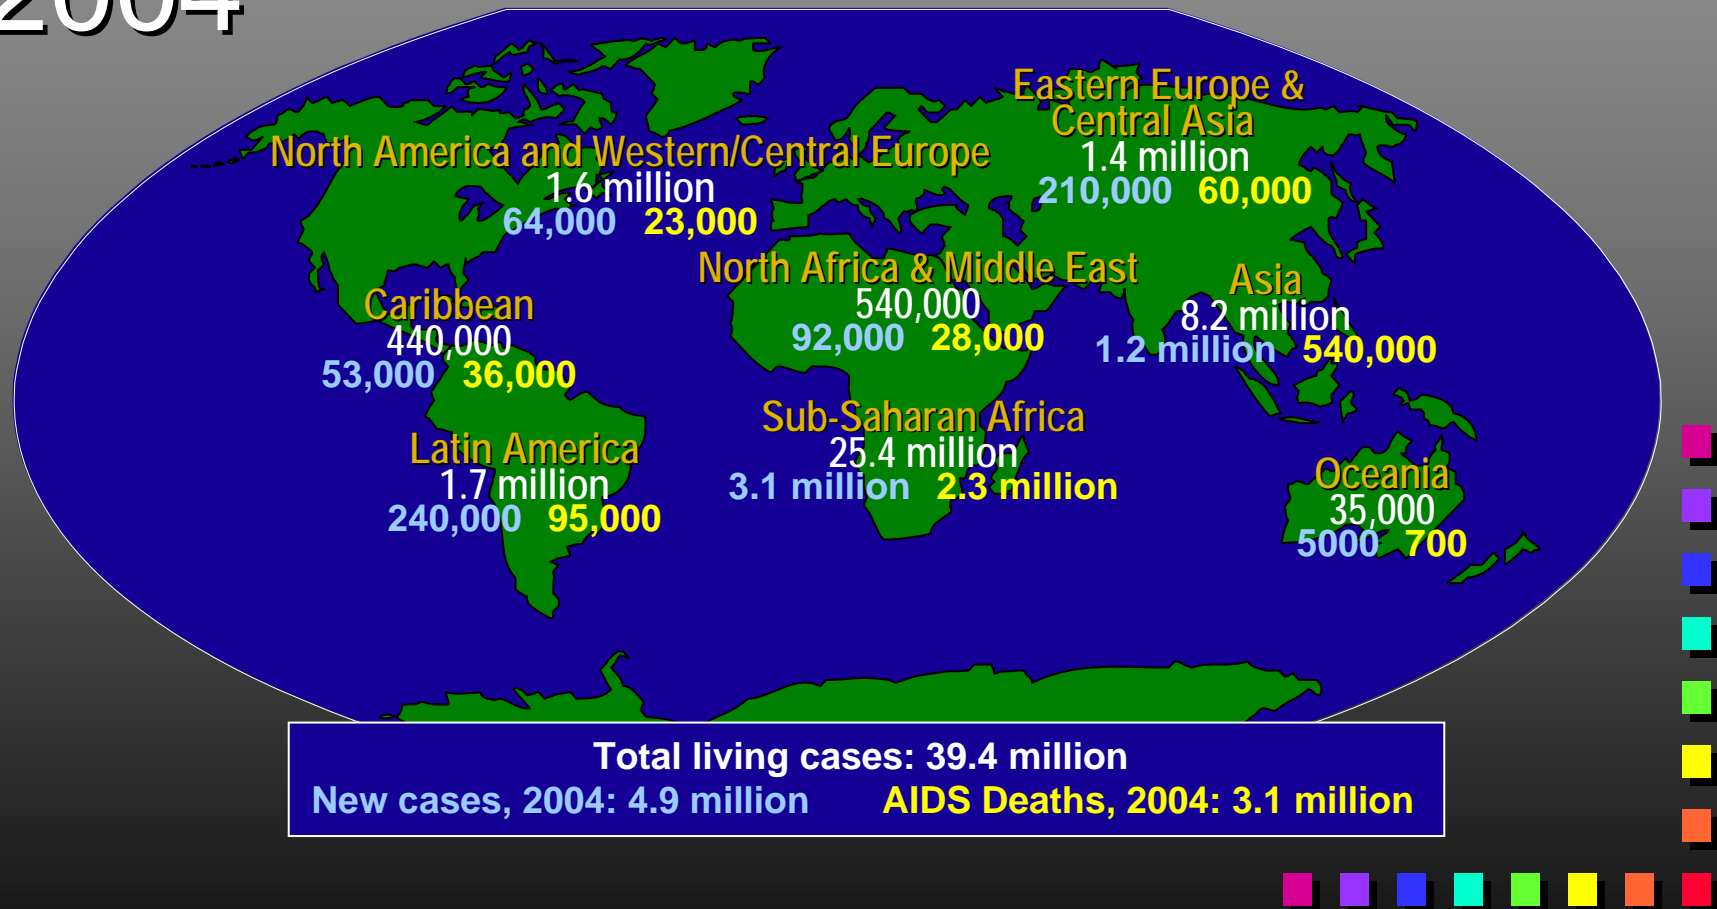 2004
Eastern Europe &
Central Asia
1.4 million
210,000 60,000
North America and Western/Central Europe
1.6 million
64,000 23,000
North Africa & Middle East
540,000
92,000 28,000
Asia
8.2 million
1.2 million 540,000
Caribbean
440,000
53,000 36,000
Sub-Saharan Africa
25.4 million
3.1 million 2.3 million
Latin America
1.7 million
240,000 95,000
Oceania
35,000
5000 700
Total living cases: 39.4 million
New cases, 2004: 4.9 million AIDS Deaths, 2004: 3.1 million